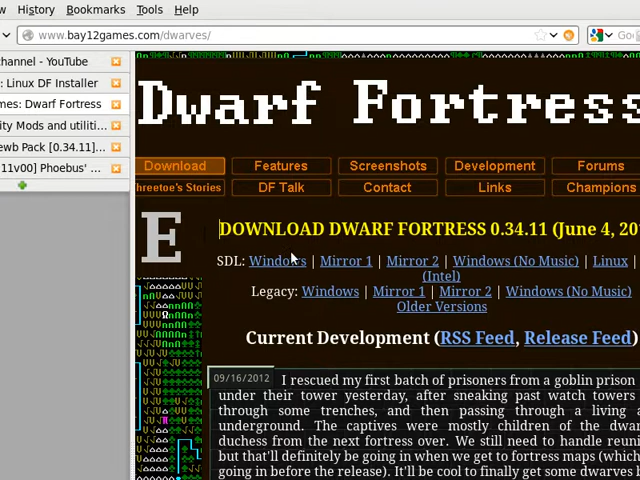 History Bookmarks Tools Help
www.bay12games.com/dwarves/
hannel - YouTube
: Linux DF Installer
mes: Dwarf Fortress
ity Mods and utiliti...
ewb Pack [0.34.11]...
11v00] Phoebus' ...
Dwarf Fortress
Download Features Screenshots Development Forums
hreetoe's Stories DF Talk Contact Links Champions
E
DOWNLOAD DWARF FORTRESS 0.34.11 (June 4, 20
SDL: Windows | Mirror 1 | Mirror 2 | Windows (No Music) | Linux |
(Intel)
Legacy: Windows | Mirror 1 | Mirror 2 | Windows (No Music)
Older Versions
Current Development (RSS Feed, Release Feed)
09/16/2012 I rescued my first batch of prisoners from a goblin prison
under their tower yesterday, after sneaking past watch towers
through some trenches, and then passing through a living
underground. The captives were mostly children of the dwar
duchess from the next fortress over. We still need to handle reuni
but that'll definitely be going in when we get to fortress maps (which
going in before the release). It'll be cool to finally get some dwarves b